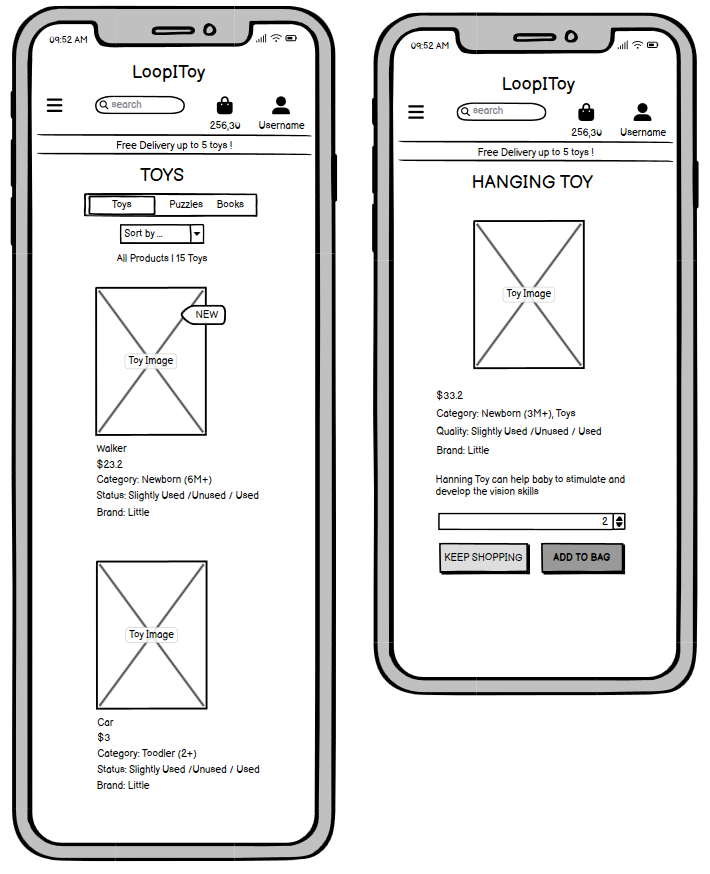 09:52 AM
LoopIToy
search
256,30
Username
Free Delivery up to 5 toys !
TOYS
Toys Puzzles Books
Sort by ...
All Products | 15 Toys
NEW
Toy Image
Walker
$23.2
Category: Newborn (6M+)
Status: Slightly Used /Unused / Used
Brand: Little
Toy Image
Car
$3
Category: Toodler (2+)
Status: Slightly Used /Unused / Used
Brand: Little
09:52 AM
LoopIToy
search
256,30
Username
Free Delivery up to 5 toys !
HANGING TOY
Toy Image
$33.2
Category: Newborn (3M+), Toys
Quality: Slightly Used /Unused / Used
Brand: Little
Hanning Toy can help baby to stimulate and
develop the vision skills
2
KEEP SHOPPING ADD TO BAG